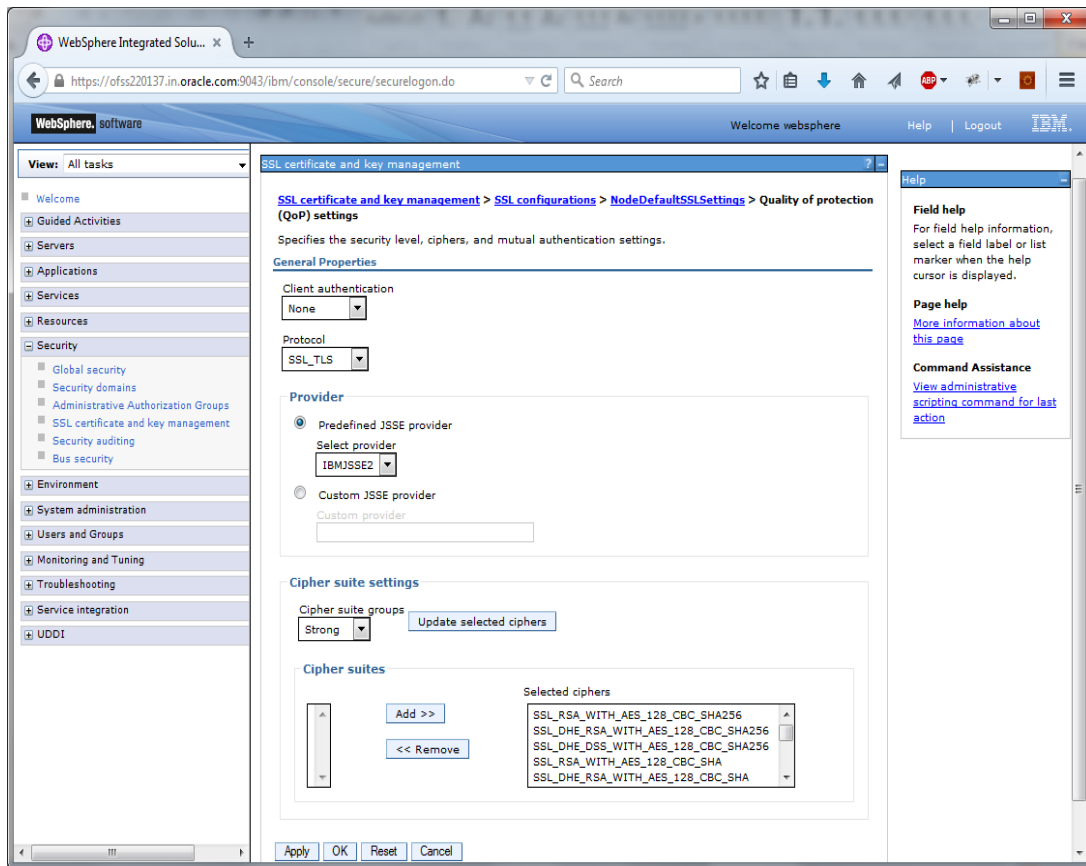 WebSphere Integrated Solu... ×
https://ofss220137.in.oracle.com:9043/ibm/console/secure/securelogon.do
Search
ABP
WebSphere. software
Welcome websphere
Help | Logout
IBM.
View: All tasks
Welcome
Guided Activities
Servers
Applications
Services
Resources
Security
Global security
Security domains
Administrative Authorization Groups
SSL certificate and key management
Security auditing
Bus security
Environment
System administration
Users and Groups
Monitoring and Tuning
Troubleshooting
Service integration
UDDI
SSL certificate and key management
SSL certificate and key management > SSL configurations > NodeDefaultSSLSettings > Quality of protection
(QoP) settings
Specifies the security level, ciphers, and mutual authentication settings.
General Properties
Client authentication
None
Protocol
SSL_TLS
Provider
Predefined JSSE provider
Select provider
IBMJSSE2
Custom JSSE provider
Custom provider
Cipher suite settings
Cipher suite groups
Strong
Update selected ciphers
Cipher suites
Add >>
<< Remove
Selected ciphers
SSL_RSA_WITH_AES_128_CBC_SHA256
SSL_DHE_RSA_WITH_AES_128_CBC_SHA256
SSL_DHE_DSS_WITH_AES_128_CBC_SHA256
SSL_RSA_WITH_AES_128_CBC_SHA
SSL_DHE_RSA_WITH_AES_128_CBC_SHA
Apply OK Reset Cancel
Help
Field help
For field help information,
select a field label or list
marker when the help
cursor is displayed.
Page help
More information about
this page
Command Assistance
View administrative
scripting command for last
action